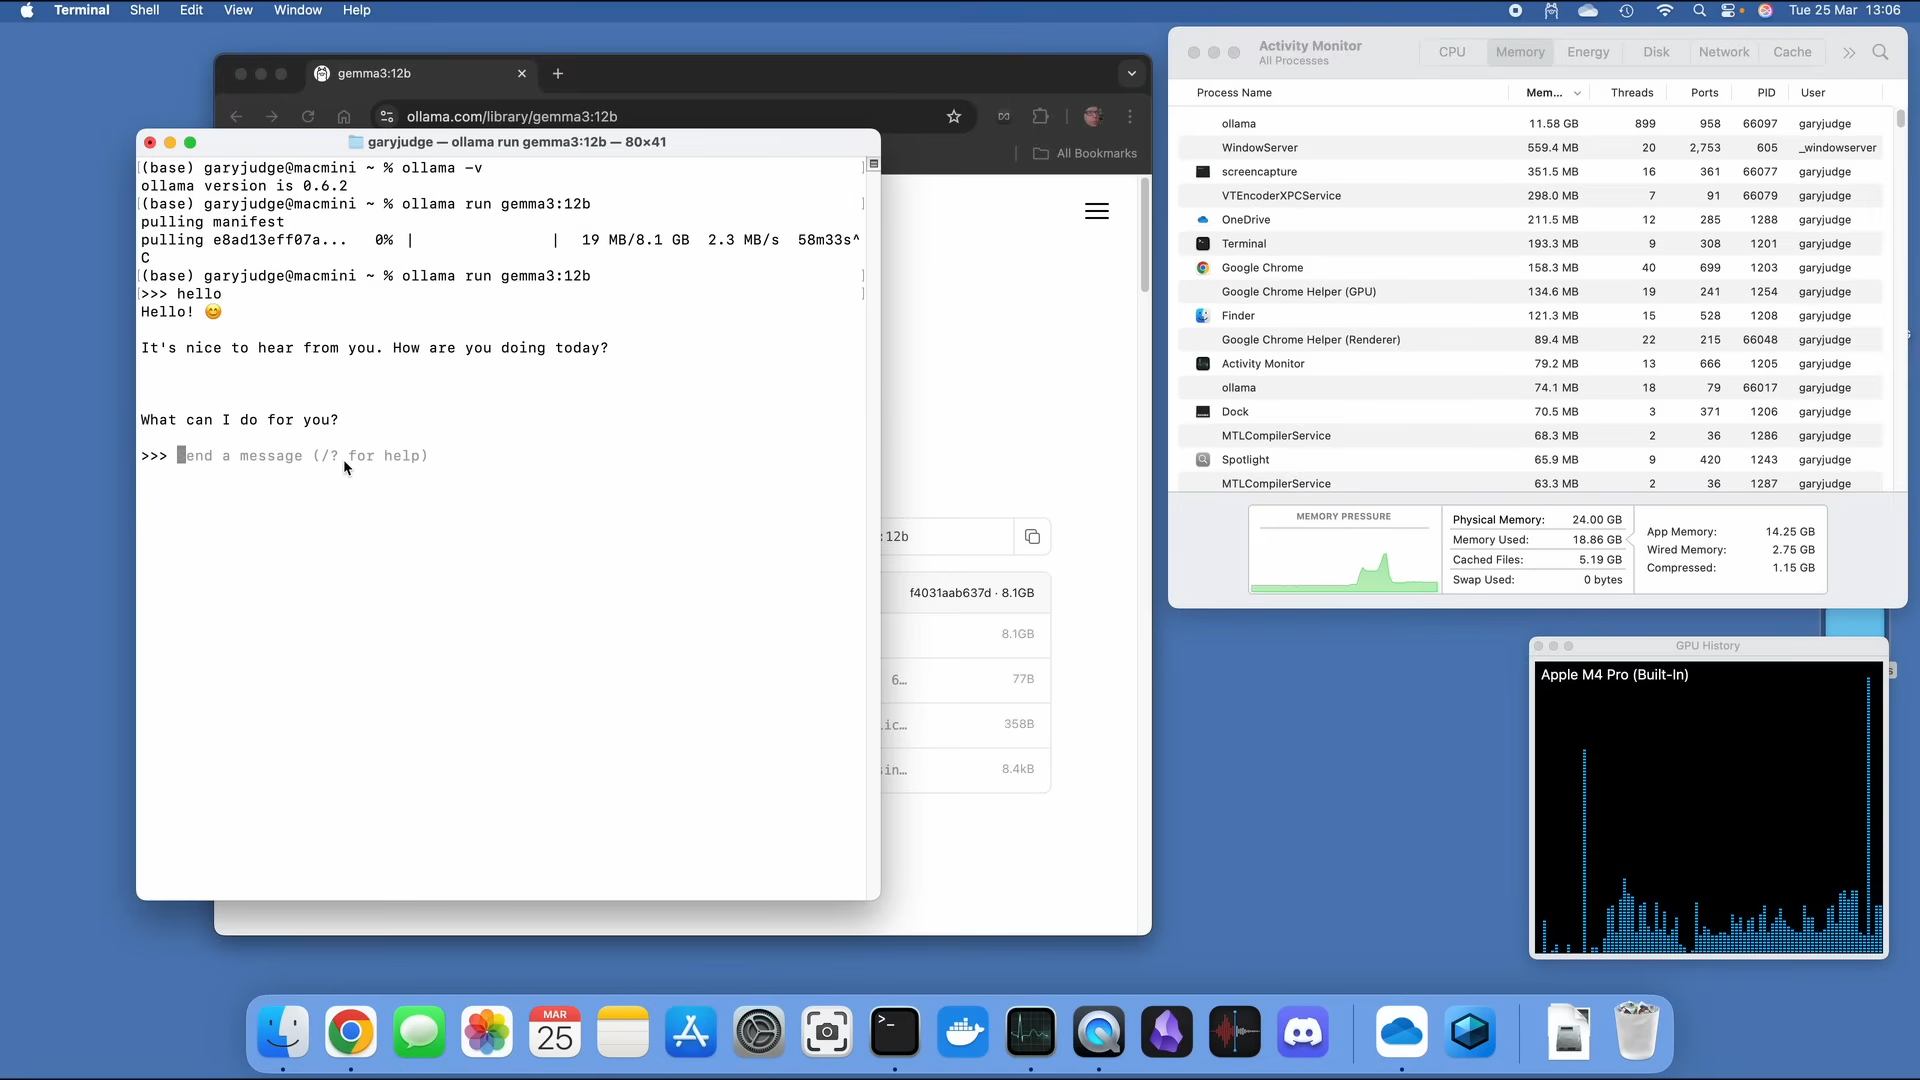 Terminal Shell Edit View Window Help
Tue 25 Mar 13:06
gemma3:12b
ollama.com/library/gemma3:12b
All Bookmarks
garyjudge — ollama run gemma3:12b — 80×41
[(base) garyjudge@macmini ~ % ollama -v ]
ollama version is 0.6.2
[(base) garyjudge@macmini ~ % ollama run gemma3:12b ]
pulling manifest
pulling e8ad13eff07a... 0% | | 19 MB/8.1 GB 2.3 MB/s 58m33s^
C
[(base) garyjudge@macmini ~ % ollama run gemma3:12b ]
[>>> hello ]
Hello! 😊
It's nice to hear from you. How are you doing today?
What can I do for you?
>>> end a message (/? for help)
:12b
f4031aab637d · 8.1GB
8.1GB
6… 77B
358B
8.4kB
Activity Monitor
All Processes
CPU Memory Energy Disk Network Cache
Process Name Mem... Threads Ports PID User
ollama 11.58 GB 899 958 66097 garyjudge
WindowServer 559.4 MB 20 2,753 605 _windowserver
screencapture 351.5 MB 16 361 66077 garyjudge
VTEncoderXPCService 298.0 MB 7 91 66079 garyjudge
OneDrive 211.5 MB 12 285 1288 garyjudge
Terminal 193.3 MB 9 308 1201 garyjudge
Google Chrome 158.3 MB 40 699 1203 garyjudge
Google Chrome Helper (GPU) 134.6 MB 19 241 1254 garyjudge
Finder 121.3 MB 15 528 1208 garyjudge
Google Chrome Helper (Renderer) 89.4 MB 22 215 66048 garyjudge
Activity Monitor 79.2 MB 13 666 1205 garyjudge
ollama 74.1 MB 18 79 66017 garyjudge
Dock 70.5 MB 3 371 1206 garyjudge
MTLCompilerService 68.3 MB 2 36 1286 garyjudge
Spotlight 65.9 MB 9 420 1243 garyjudge
MTLCompilerService 63.3 MB 2 36 1287 garyjudge
MEMORY PRESSURE
Physical Memory: 24.00 GB
Memory Used: 18.86 GB
Cached Files: 5.19 GB
Swap Used: 0 bytes
App Memory: 14.25 GB
Wired Memory: 2.75 GB
Compressed: 1.15 GB
GPU History
Apple M4 Pro (Built-In)
MAR
25